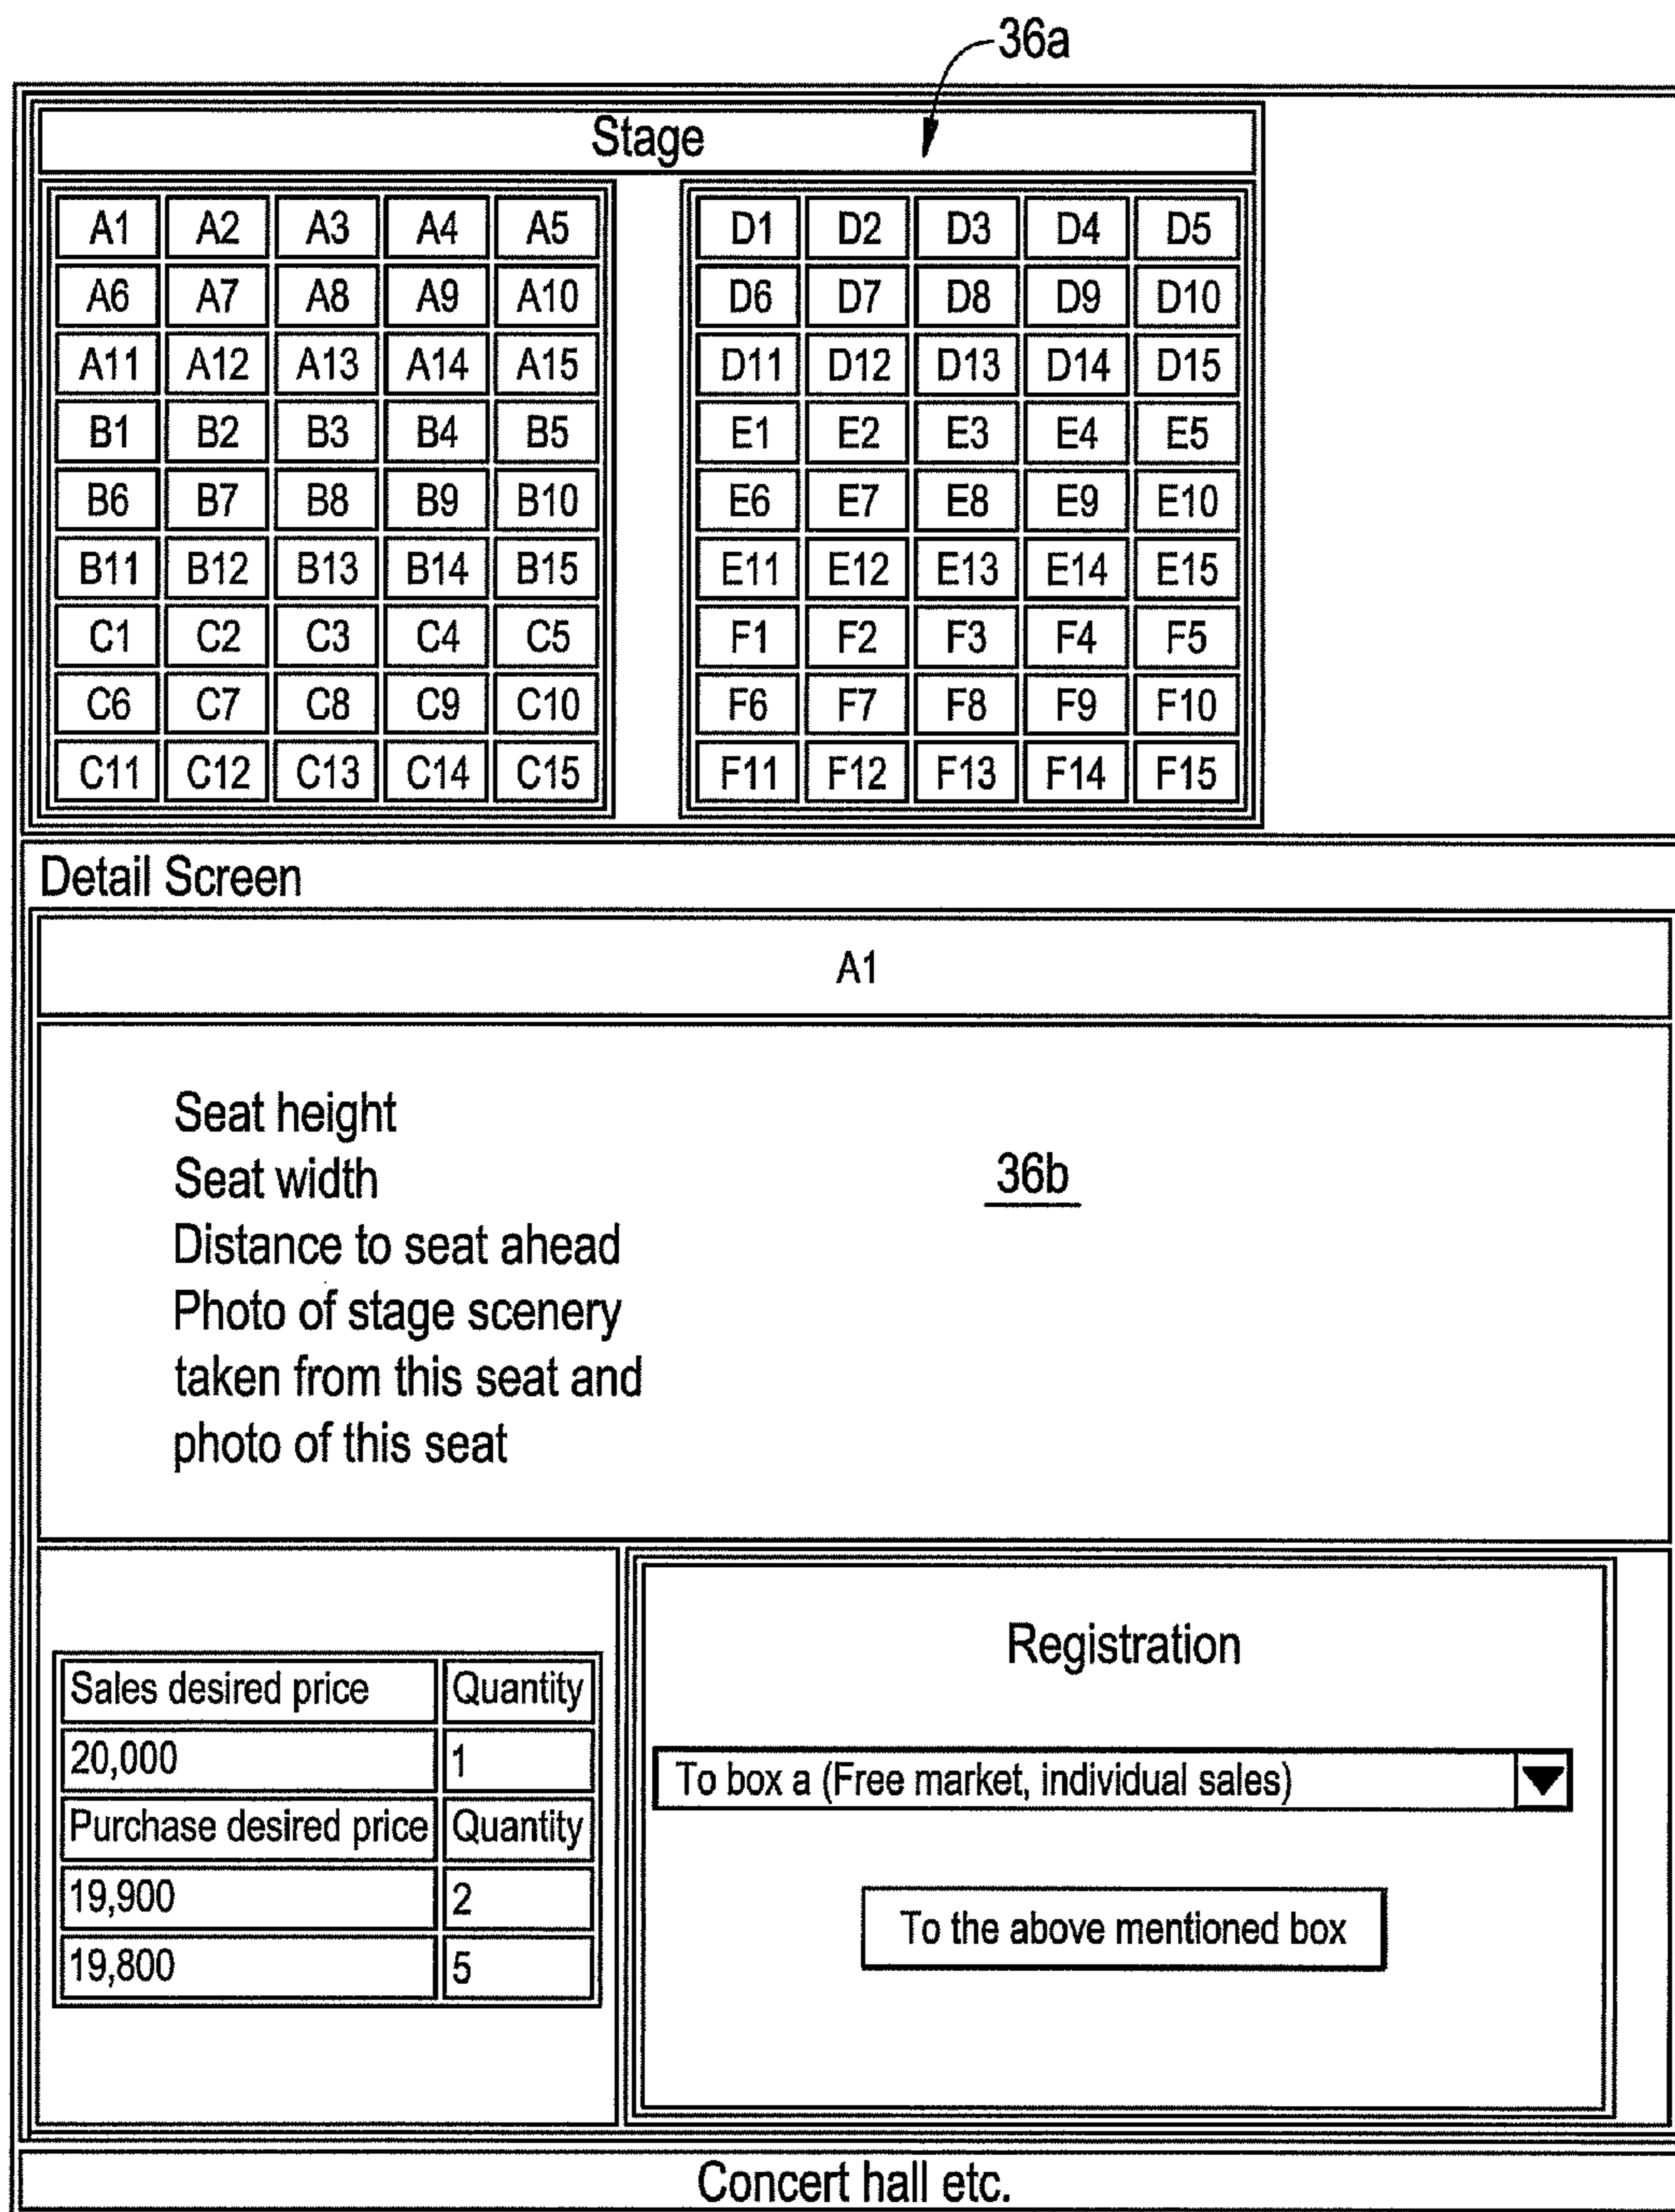 36a
Stage
A1 A2 A3 A4 A5 D1 D2 D3 D4 D5
A6 A7 A8 A9 A10 D6 D7 D8 D9 D10
A11 A12 A13 A14 A15 D11 D12 D13 D14 D15
B1 B2 B3 B4 B5 E1 E2 E3 E4 E5
B6 B7 B8 B9 B10 E6 E7 E8 E9 E10
B11 B12 B13 B14 B15 E11 E12 E13 E14 E15
C1 C2 C3 C4 C5 F1 F2 F3 F4 F5
C6 C7 C8 C9 C10 F6 F7 F8 F9 F10
C11 C12 C13 C14 C15 F11 F12 F13 F14 F15
Detail Screen
A1
Seat height
Seat width
36b
Distance to seat ahead
Photo of stage scenery
taken from this seat and
photo of this seat
Sales desired price Quantity
20,000 1
Purchase desired price Quantity
19,900 2
19,800 5
Registration
To box a (Free market, individual sales)
To the above mentioned box
Concert hall etc.